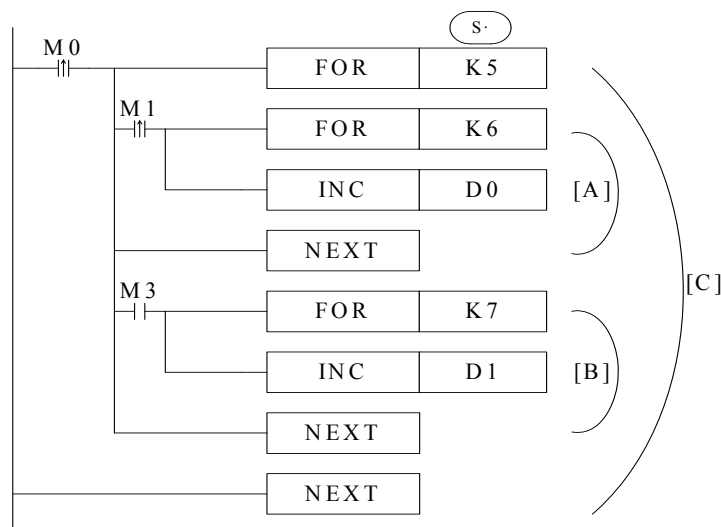 S·
M0
FOR K5
M1
FOR K6
INC D0 [A]
NEXT
[C]
M3
FOR K7
INC D1 [B]
NEXT
NEXT